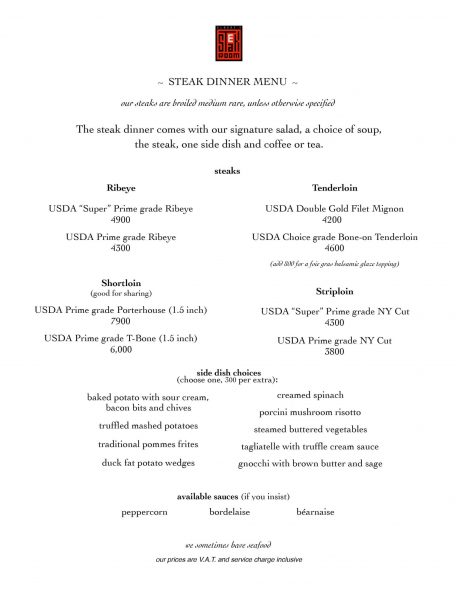 STEAK
ROOM
~ STEAK DINNER MENU ~
our steaks are broiled medium rare, unless otherwise specified
The steak dinner comes with our signature salad, a choice of soup,
the steak, one side dish and coffee or tea.
steaks
Ribeye
USDA “Super” Prime grade Ribeye
4900
USDA Prime grade Ribeye
4300
Tenderloin
USDA Double Gold Filet Mignon
4200
USDA Choice grade Bone-on Tenderloin
4600
(add 800 for a foie gras balsamic glaze topping)
Shortloin
(good for sharing)
USDA Prime grade Porterhouse (1.5 inch)
7900
USDA Prime grade T-Bone (1.5 inch)
6,000
Striploin
USDA “Super” Prime grade NY Cut
4300
USDA Prime grade NY Cut
3800
side dish choices
(choose one, 300 per extra):
baked potato with sour cream,
bacon bits and chives
truffled mashed potatoes
traditional pommes frites
duck fat potato wedges
creamed spinach
porcini mushroom risotto
steamed buttered vegetables
tagliatelle with truffle cream sauce
gnocchi with brown butter and sage
available sauces (if you insist)
peppercorn bordelaise béarnaise
we sometimes have seafood
our prices are V.A.T. and service charge inclusive